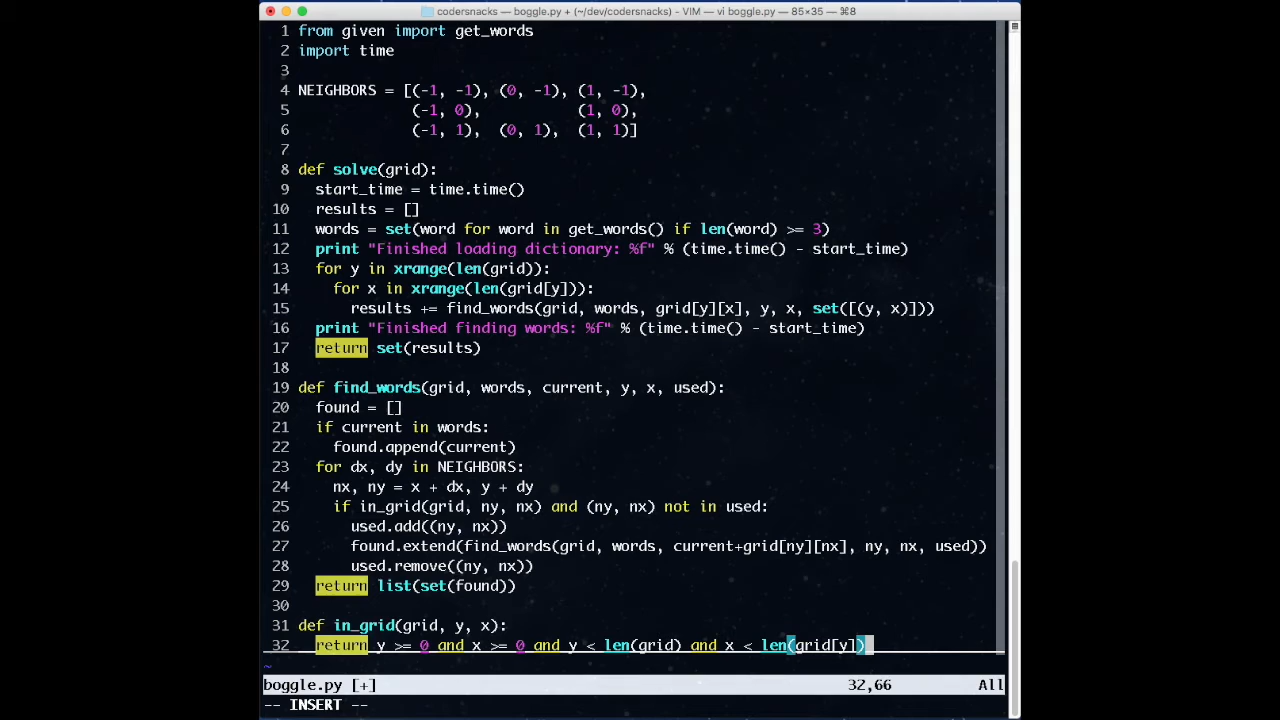 codersnacks — boggle.py + (~/dev/codersnacks) - VIM — vi boggle.py — 85×35 — ⌘8
1 from given import get_words
2 import time
3
4 NEIGHBORS = [(-1, -1), (0, -1), (1, -1),
5              (-1, 0),           (1, 0),
6              (-1, 1),  (0, 1),  (1, 1)]
7
8 def solve(grid):
9   start_time = time.time()
10   results = []
11   words = set(word for word in get_words() if len(word) >= 3)
12   print "Finished loading dictionary: %f" % (time.time() - start_time)
13   for y in xrange(len(grid)):
14     for x in xrange(len(grid[y])):
15       results += find_words(grid, words, grid[y][x], y, x, set([(y, x)]))
16   print "Finished finding words: %f" % (time.time() - start_time)
17   return set(results)
18
19 def find_words(grid, words, current, y, x, used):
20   found = []
21   if current in words:
22     found.append(current)
23   for dx, dy in NEIGHBORS:
24     nx, ny = x + dx, y + dy
25     if in_grid(grid, ny, nx) and (ny, nx) not in used:
26       used.add((ny, nx))
27       found.extend(find_words(grid, words, current+grid[ny][nx], ny, nx, used))
28       used.remove((ny, nx))
29   return list(set(found))
30
31 def in_grid(grid, y, x):
32   return y >= 0 and x >= 0 and y < len(grid) and x < len(grid[y])
~
boggle.py [+] 32,66 All
-- INSERT --